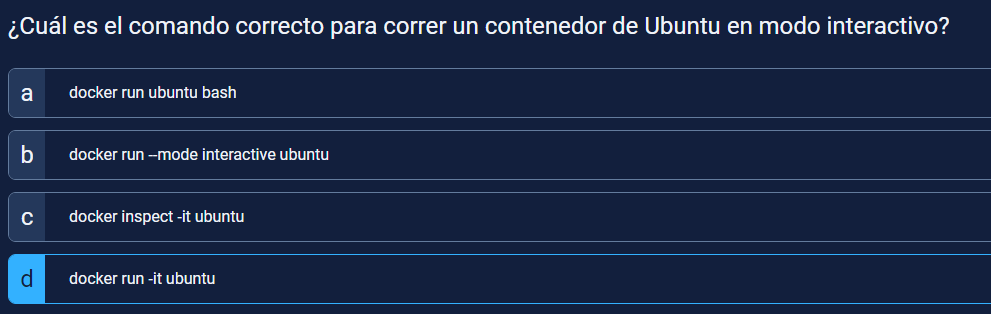 ¿Cuál es el comando correcto para correr un contenedor de Ubuntu en modo interactivo?
a docker run ubuntu bash
b docker run --mode interactive ubuntu
c docker inspect -it ubuntu
d docker run -it ubuntu